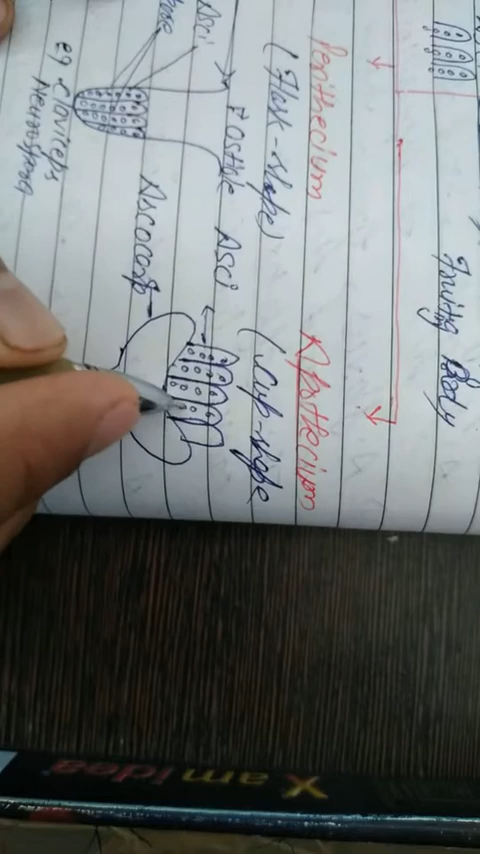 Fruiting Body
Perithecium
Apothecium
(Flask-shape)
(Cup-shape
Ostiole
Asci
Asci
Ascocarp
eg Claviceps
Neurospora
X am idea